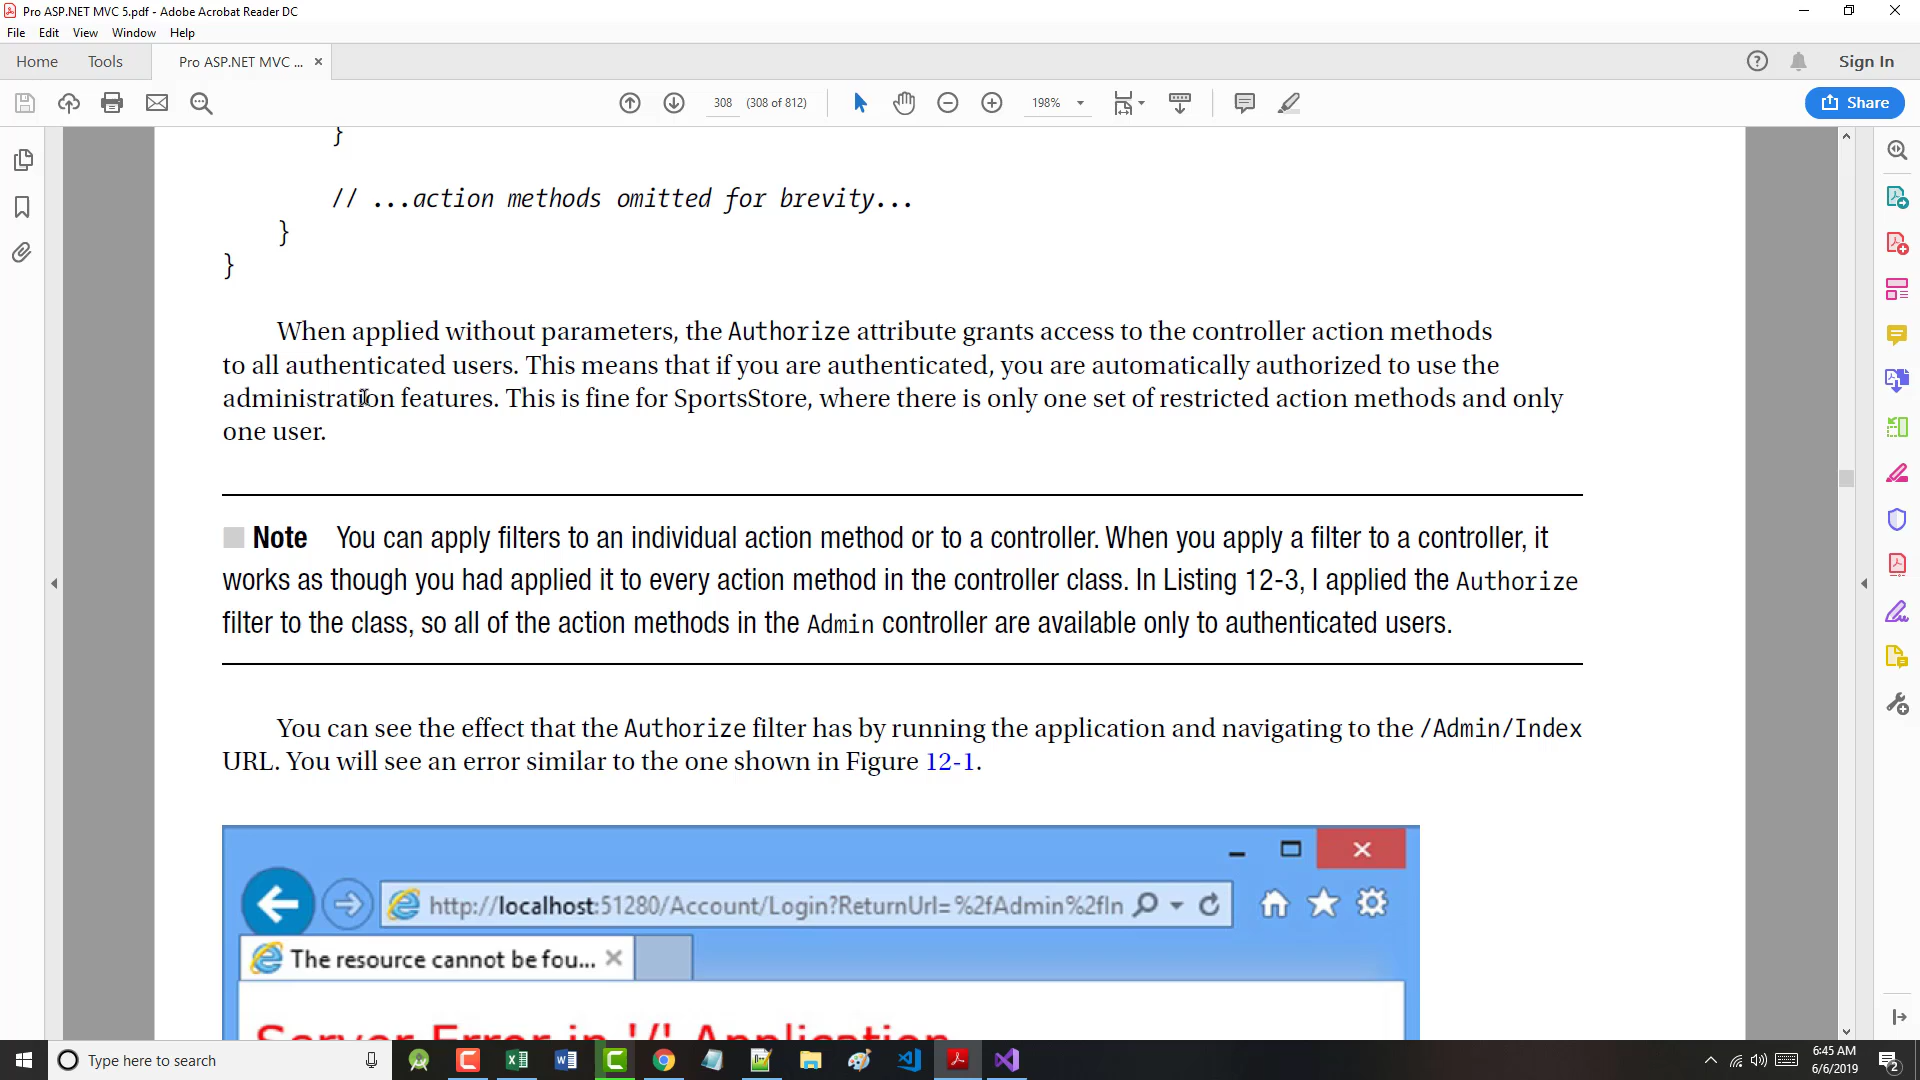 Pro ASP.NET MVC 5.pdf - Adobe Acrobat Reader DC
File Edit View Window Help
Home Tools Pro ASP.NET MVC ... × Sign In
308 (308 of 812) 198% Share
}
// ...action methods omitted for brevity...
}
}
When applied without parameters, the Authorize attribute grants access to the controller action methods
to all authenticated users. This means that if you are authenticated, you are automatically authorized to use the
administration features. This is fine for SportsStore, where there is only one set of restricted action methods and only
one user.
Note You can apply filters to an individual action method or to a controller. When you apply a filter to a controller, it
works as though you had applied it to every action method in the controller class. In Listing 12-3, I applied the Authorize
filter to the class, so all of the action methods in the Admin controller are available only to authenticated users.
You can see the effect that the Authorize filter has by running the application and navigating to the /Admin/Index
URL. You will see an error similar to the one shown in Figure 12-1.
http://localhost:51280/Account/Login?ReturnUrl=%2fAdmin%2fIn
The resource cannot be fou...
Server Error in '/' Application
Type here to search
6:45 AM
6/6/2019
2